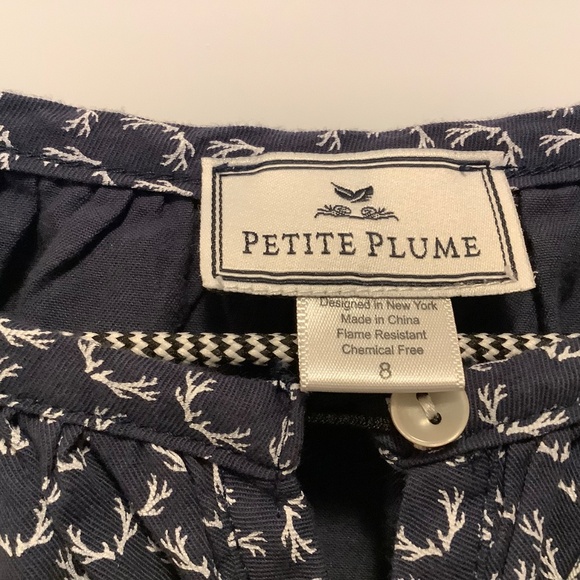 PETITE PLUME
Designed in New York
Made in China
Flame Resistant
Chemical Free
8